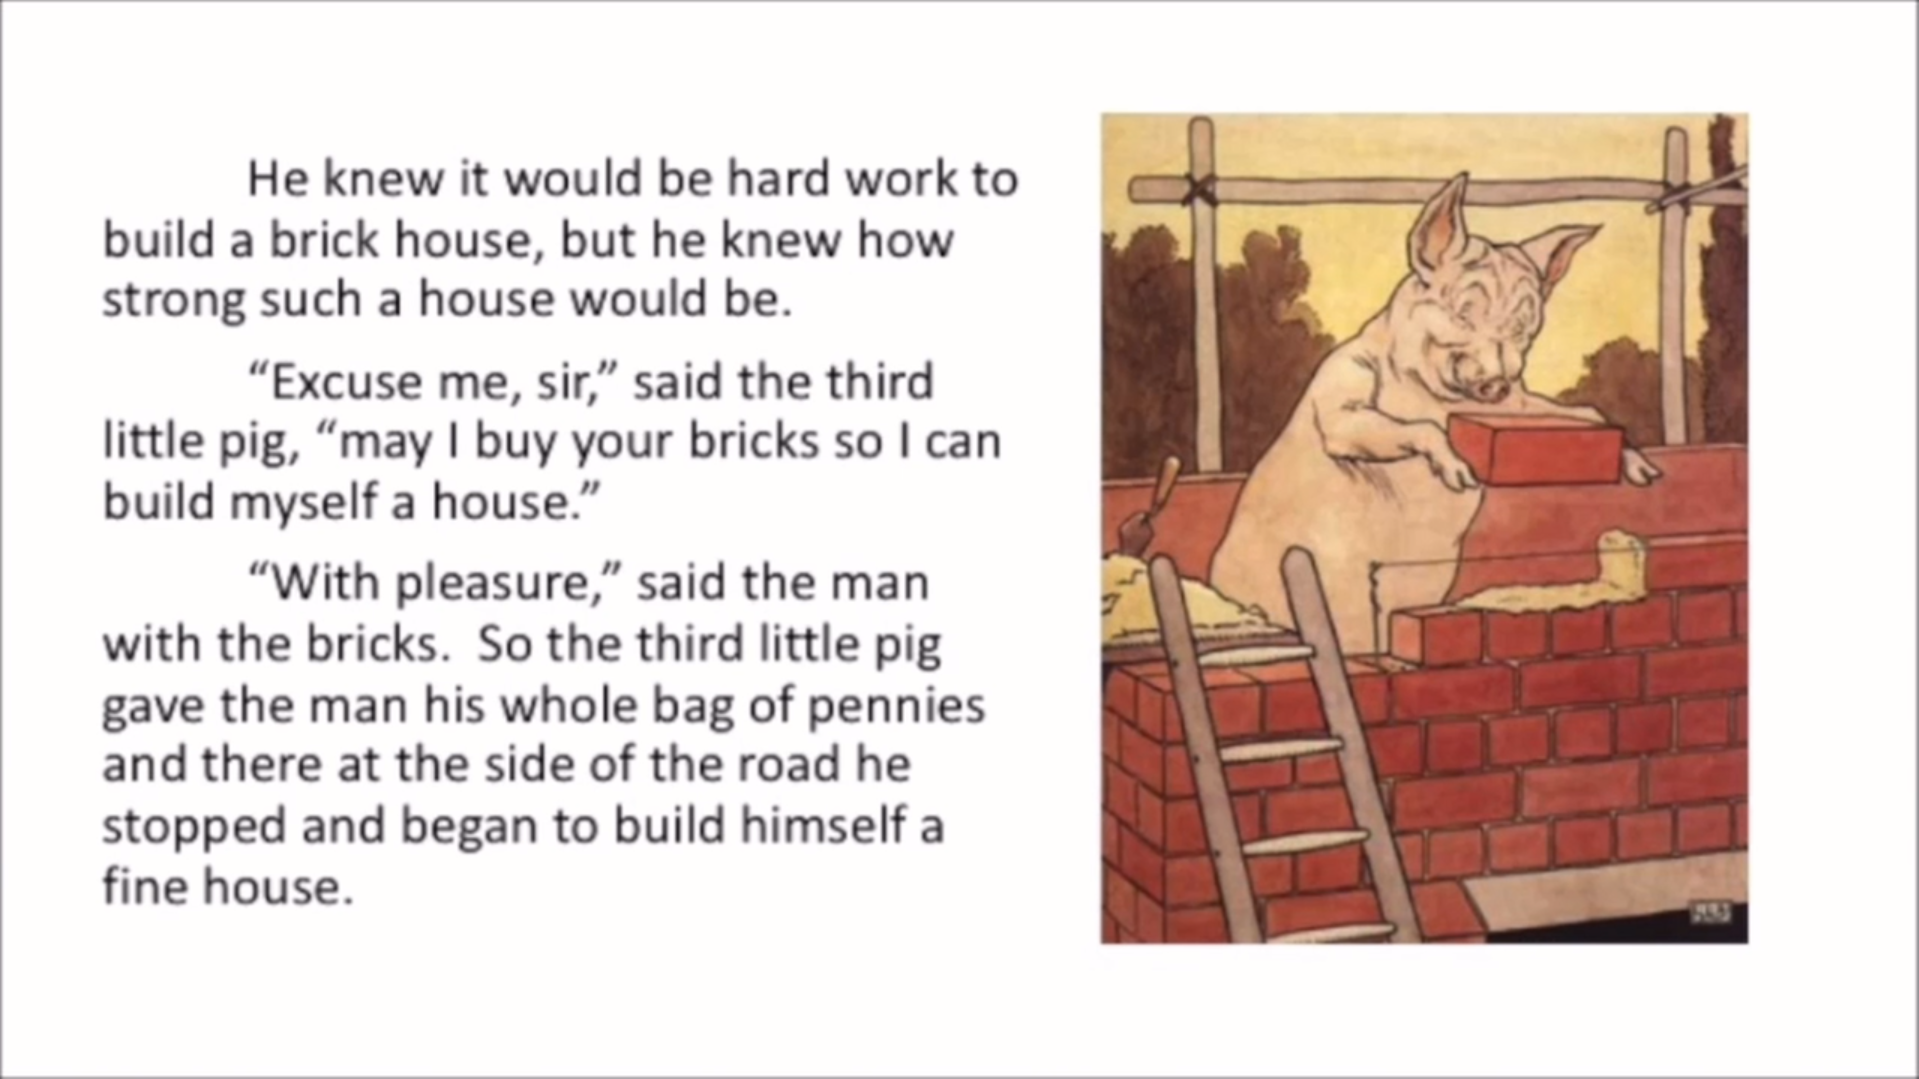 He knew it would be hard work to
build a brick house, but he knew how
strong such a house would be.
“Excuse me, sir,” said the third
little pig, “may I buy your bricks so I can
build myself a house.”
“With pleasure,” said the man
with the bricks.  So the third little pig
gave the man his whole bag of pennies
and there at the side of the road he
stopped and began to build himself a
fine house.